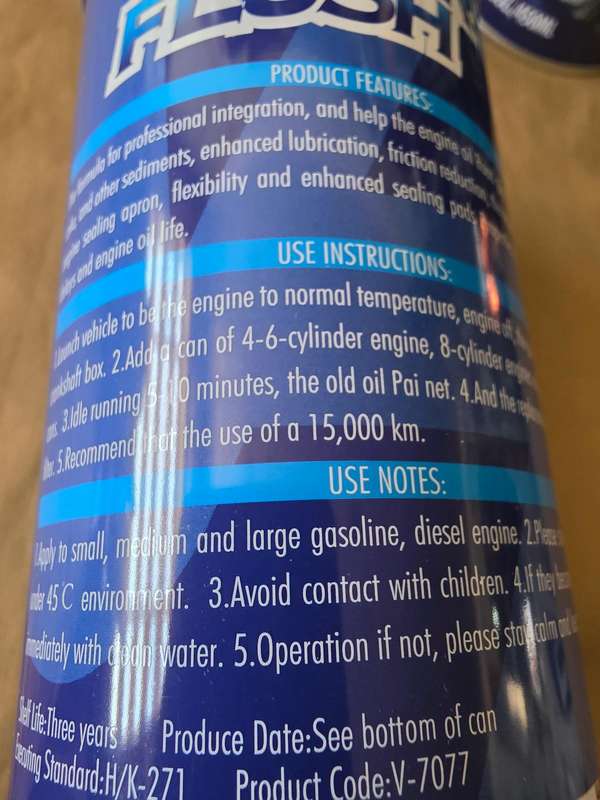 FLUSH
PRODUCT FEATURES:
formula for professional integration, and help the engine oil
and other sediments, enhanced lubrication, friction reduction
sealing apron, flexibility and enhanced sealing
and engine oil life.
USE INSTRUCTIONS:
vehicle to be the engine to normal temperature, engine
box. 2.Add a can of 4-6-cylinder engine, 8-cylinder
3.Idle running 5-10 minutes, the old oil Pai net. 4.And the
5.Recommend that the use of a 15,000 km.
USE NOTES:
1.Apply to small, medium and large gasoline, diesel engine. 2.Please
under 45 C environment. 3.Avoid contact with children. 4.If they
immediately with clean water. 5.Operation if not, please stay calm and
Shelf Life:Three years Produce Date:See bottom of can
Standard:H/K-271 Product Code:V-7077